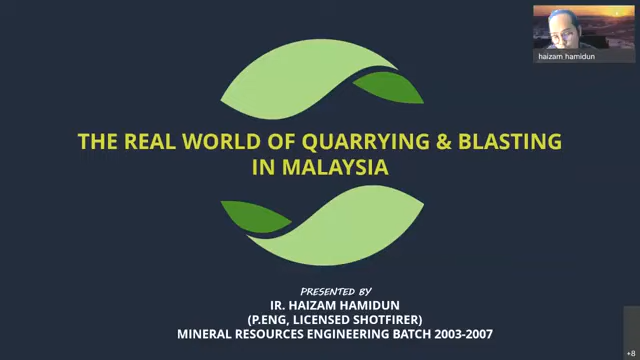 haizam hamidun
THE REAL WORLD OF QUARRYING & BLASTING
IN MALAYSIA
PRESENTED BY
IR. HAIZAM HAMIDUN
(P.ENG, LICENSED SHOTFIRER)
MINERAL RESOURCES ENGINEERING BATCH 2003-2007
+8